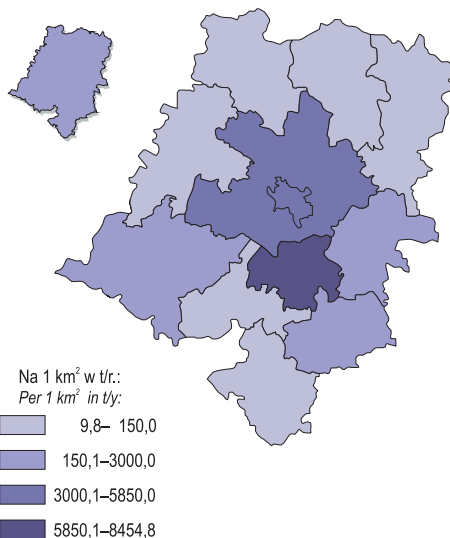 Na 1 km² w t/r.:
Per 1 km² in t/y:
9,8– 150,0
150,1–3000,0
3000,1–5850,0
5850,1–8454,8